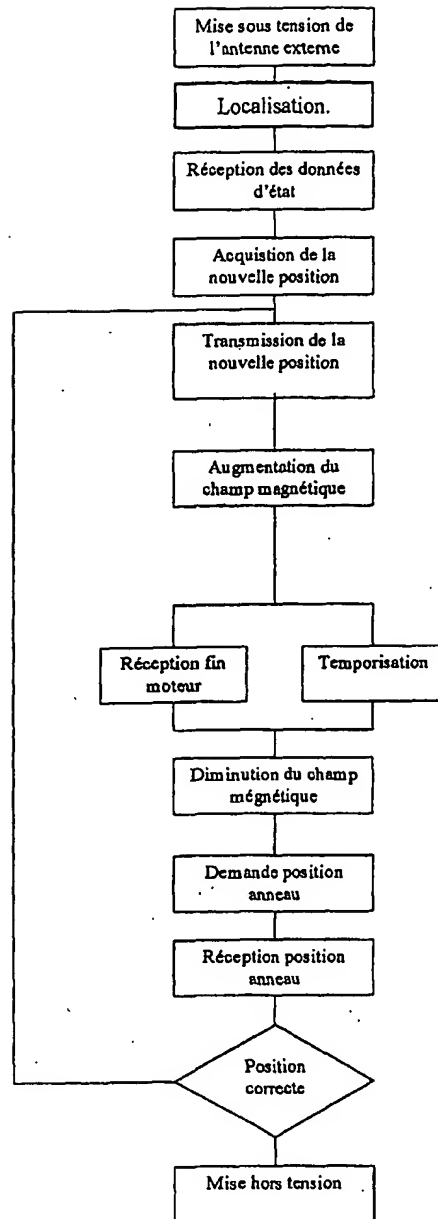 Mise sous tension de
l'antenne externe
Localisation.
Réception des données
d'état
Acquistion de la
nouvelle position
Transmission de la
nouvelle position
Augmentation du
champ magnétique
Réception fin
moteur
Temporisation
Diminution du champ
mégnétique
Demande position
anneau
Réception position
anneau
Position
correcte
Mise hors tension